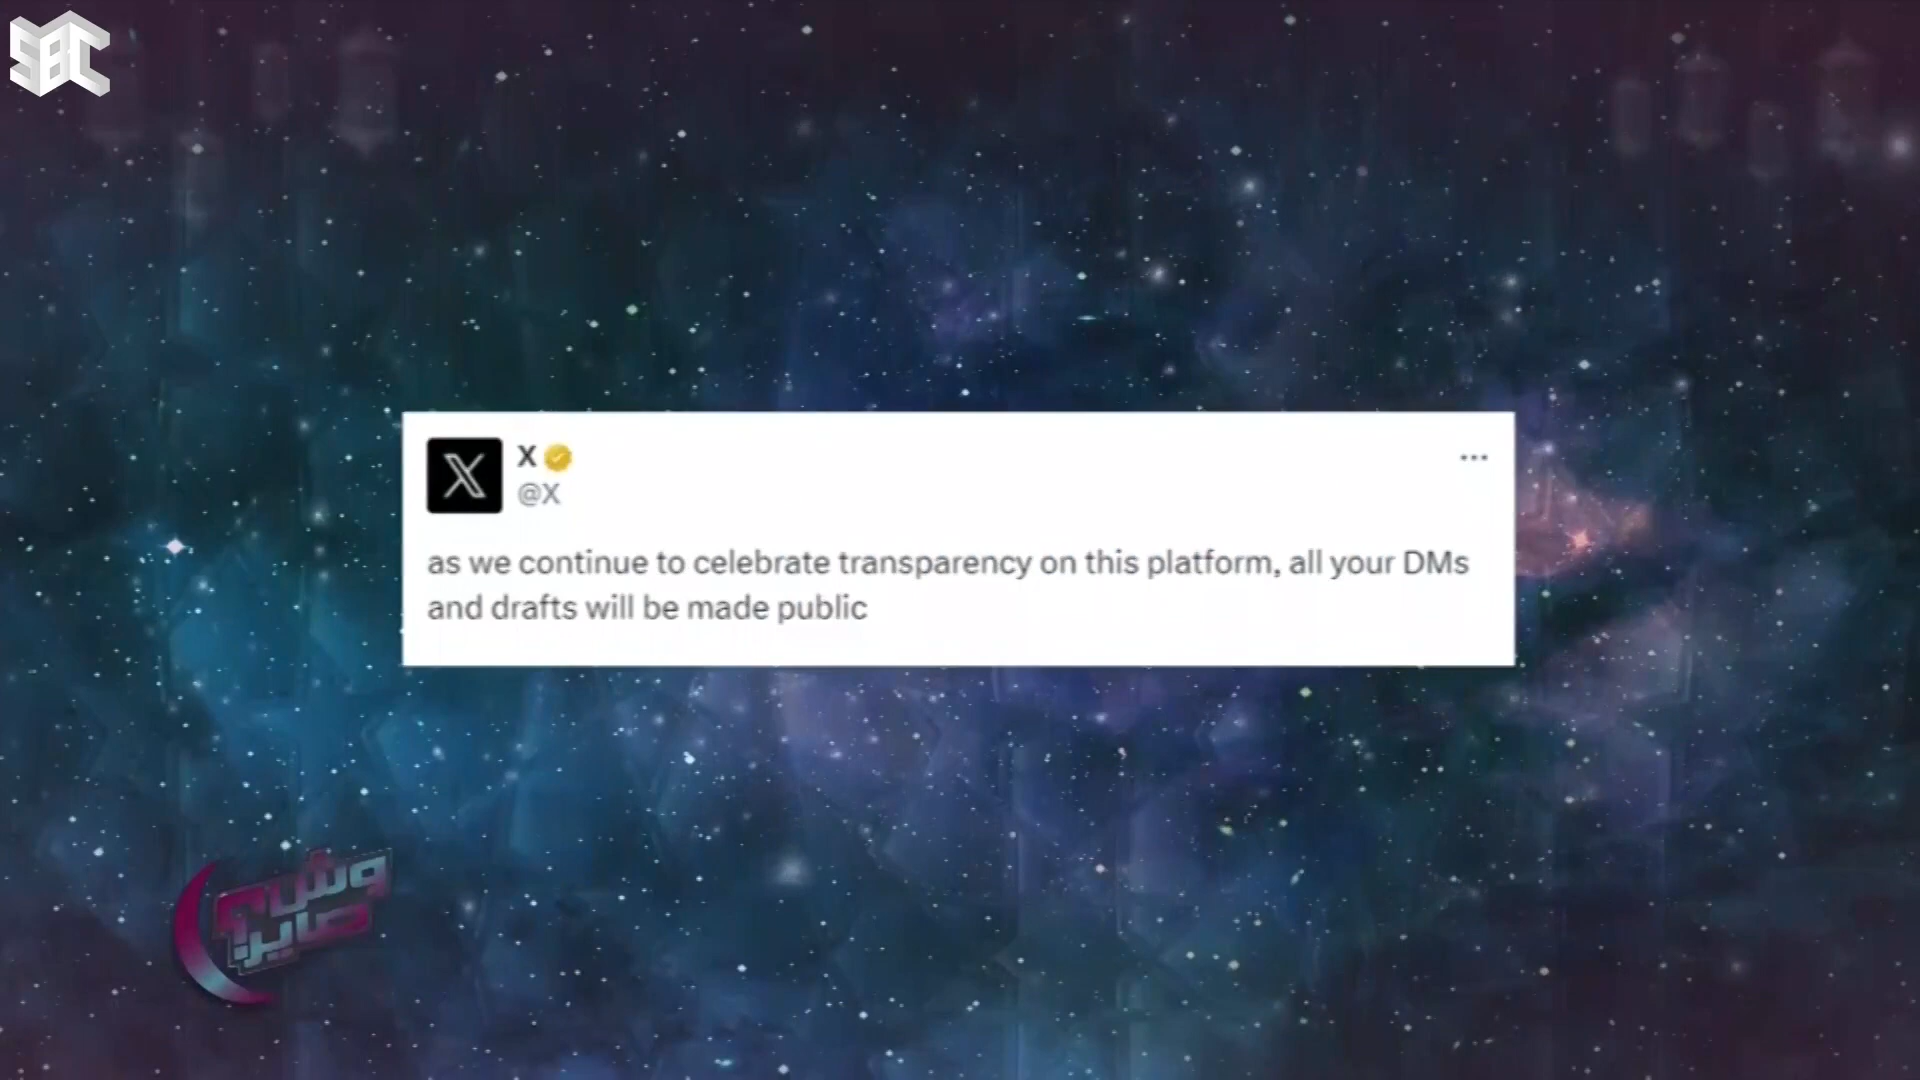 SBC
X
@X
as we continue to celebrate transparency on this platform, all your DMs
and drafts will be made public
وش
صاير؟